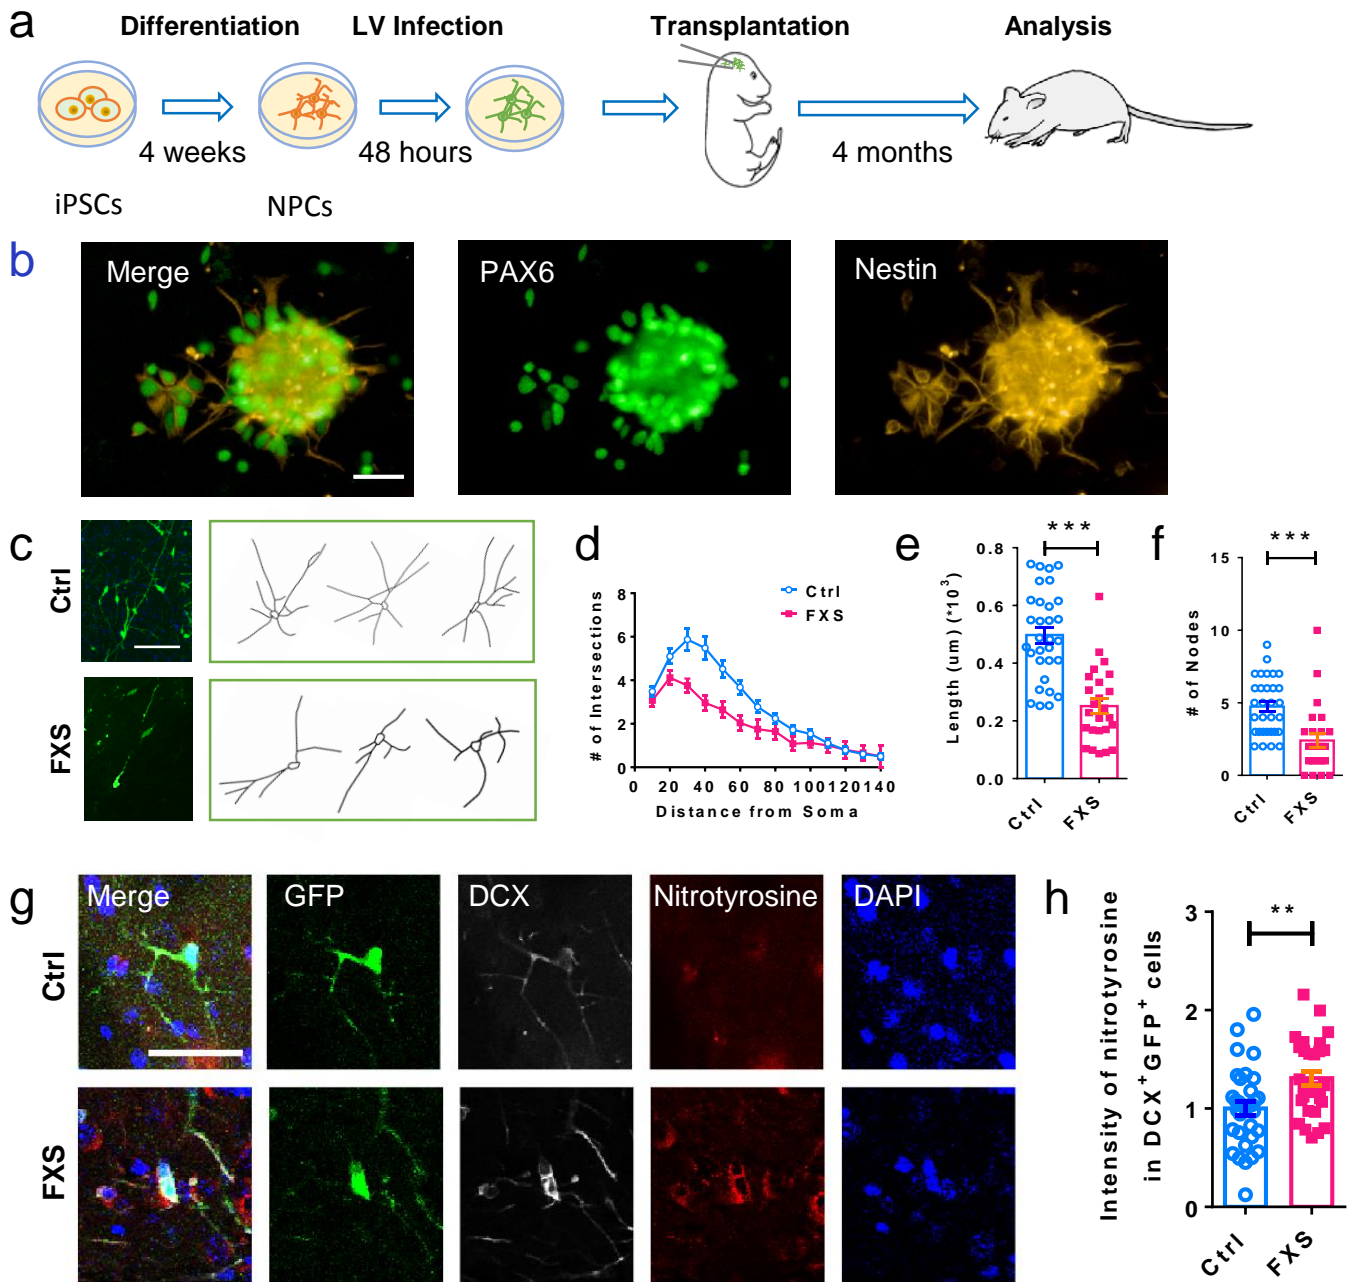 a
Differentiation LV Infection Transplantation Analysis
4 weeks 48 hours 4 months
iPSCs NPCs
b
Merge PAX6 Nestin
c
Ctrl
FXS
d
# of Intersections
8
6
4
2
0
0 20 40 60 80 100 120 140
Distance from Soma
Ctrl
FXS
e
***
Length (um) (*10³)
0.8
0.6
0.4
0.2
0.0
Ctrl FXS
f
***
# of Nodes
15
10
5
0
Ctrl FXS
g
Merge GFP DCX Nitrotyrosine DAPI
Ctrl
FXS
h
**
Intensity of nitrotyrosine
in DCX⁺GFP⁺ cells
3
2
1
0
Ctrl FXS